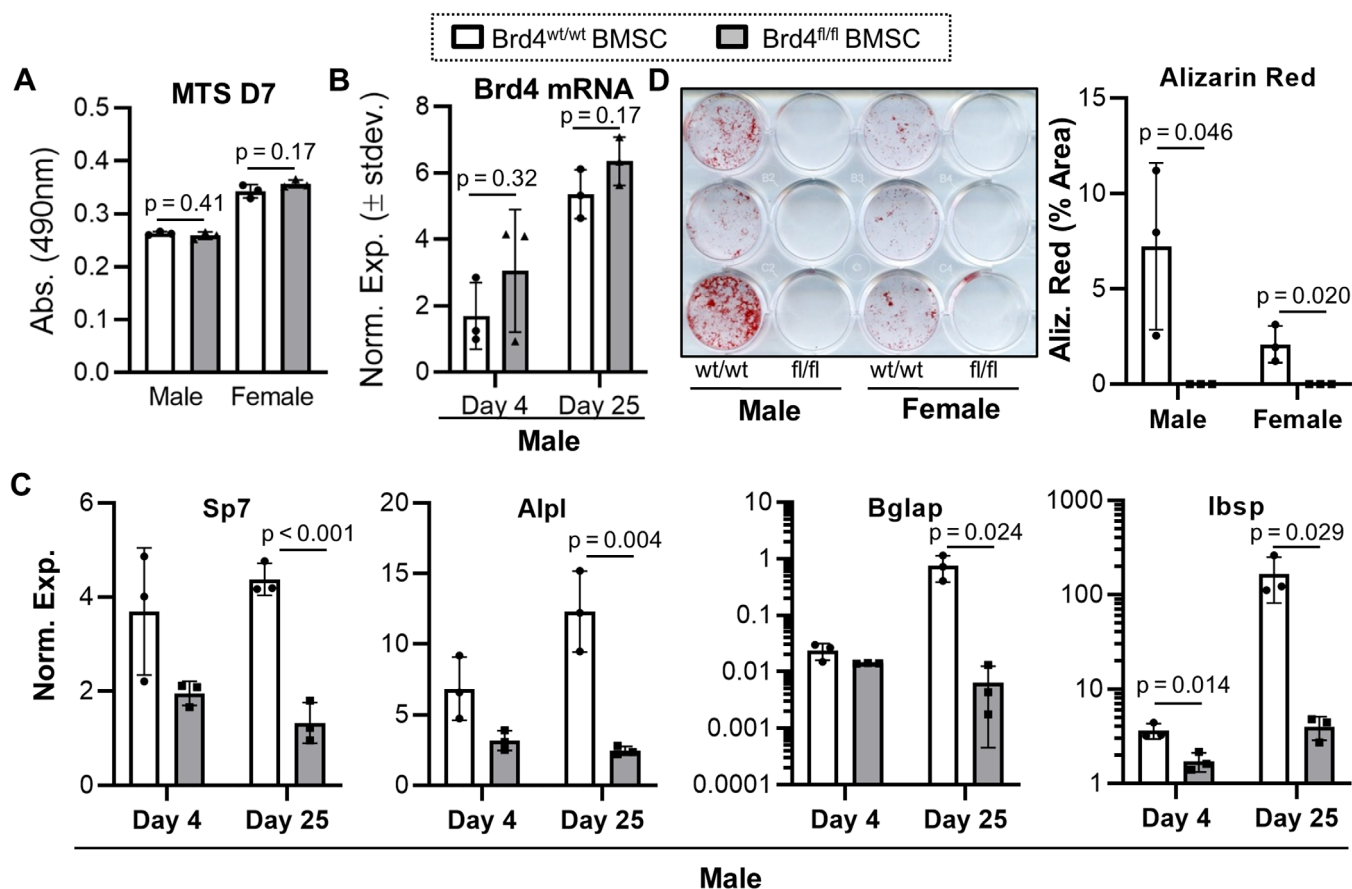 Brd4wt/wt BMSC Brd4fl/fl BMSC
A
MTS D7
Abs. (490nm)
0.5
0.4
0.3
0.2
0.1
0.0
p = 0.41
p = 0.17
Male Female
B
Brd4 mRNA
Norm. Exp. (± stdev.)
8
6
4
2
0
p = 0.32
p = 0.17
Day 4 Day 25
Male
D
B2 B3 B4
C2 C4
wt/wt fl/fl wt/wt fl/fl
Male Female
Alizarin Red
Aliz. Red (% Area)
15
10
5
0
p = 0.046
p = 0.020
Male Female
C
Norm. Exp.
Sp7
6
4
2
0
p < 0.001
Day 4 Day 25
Alpl
20
15
10
5
0
p = 0.004
Day 4 Day 25
Bglap
10
1
0.1
0.01
0.001
0.0001
p = 0.024
Day 4 Day 25
Ibsp
1000
100
10
1
p = 0.014
p = 0.029
Day 4 Day 25
Male